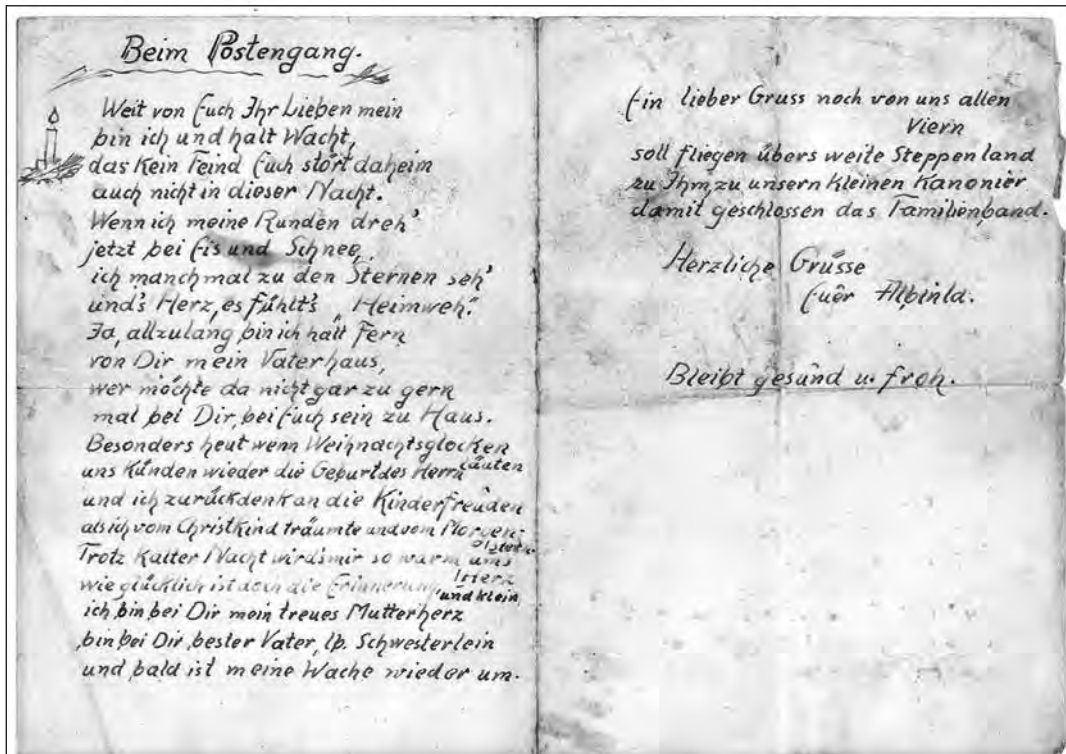 Beim Postengang.
Weit von Euch Ihr Lieben mein
bin ich und halt Wacht,
das kein Feind Euch stört daheim
auch nicht in dieser Nacht.
Wenn ich meine Runden dreh'
jetzt bei Eis und Schnee,
ich manchmal zu den Sternen seh'
und's Herz, es fühlt's „Heimweh."
Ja, allzulang bin ich halt fern
von Dir mein Vaterhaus,
wer möchte da nicht gar zu gern
mal bei Dir, bei Euch sein zu Haus.
Besonders heut wenn Weihnachtsglocken
läuten
uns künden wieder die Geburt des Herrn
und ich zurückdenk an die Kinderfreuden
als ich vom Christkind träumte und vom Morgen-
Trotz kalter Nacht wird's mir so warm ums
Herz
wie glücklich ist doch die Erinnerung,
und klein
ich bin bei Dir mein treues Mutterherz
bin bei Dir, bester Vater, lb. Schwesterlein
und bald ist meine Wache wieder um.
Ein lieber Gruss noch von uns allen
Viern
soll fliegen übers weite Steppenland
zu Ihm, zu unsern kleinen Kanonier
damit geschlossen das Familienband.
Herzliche Grüsse
Euer
Bleibt gesund u. froh.